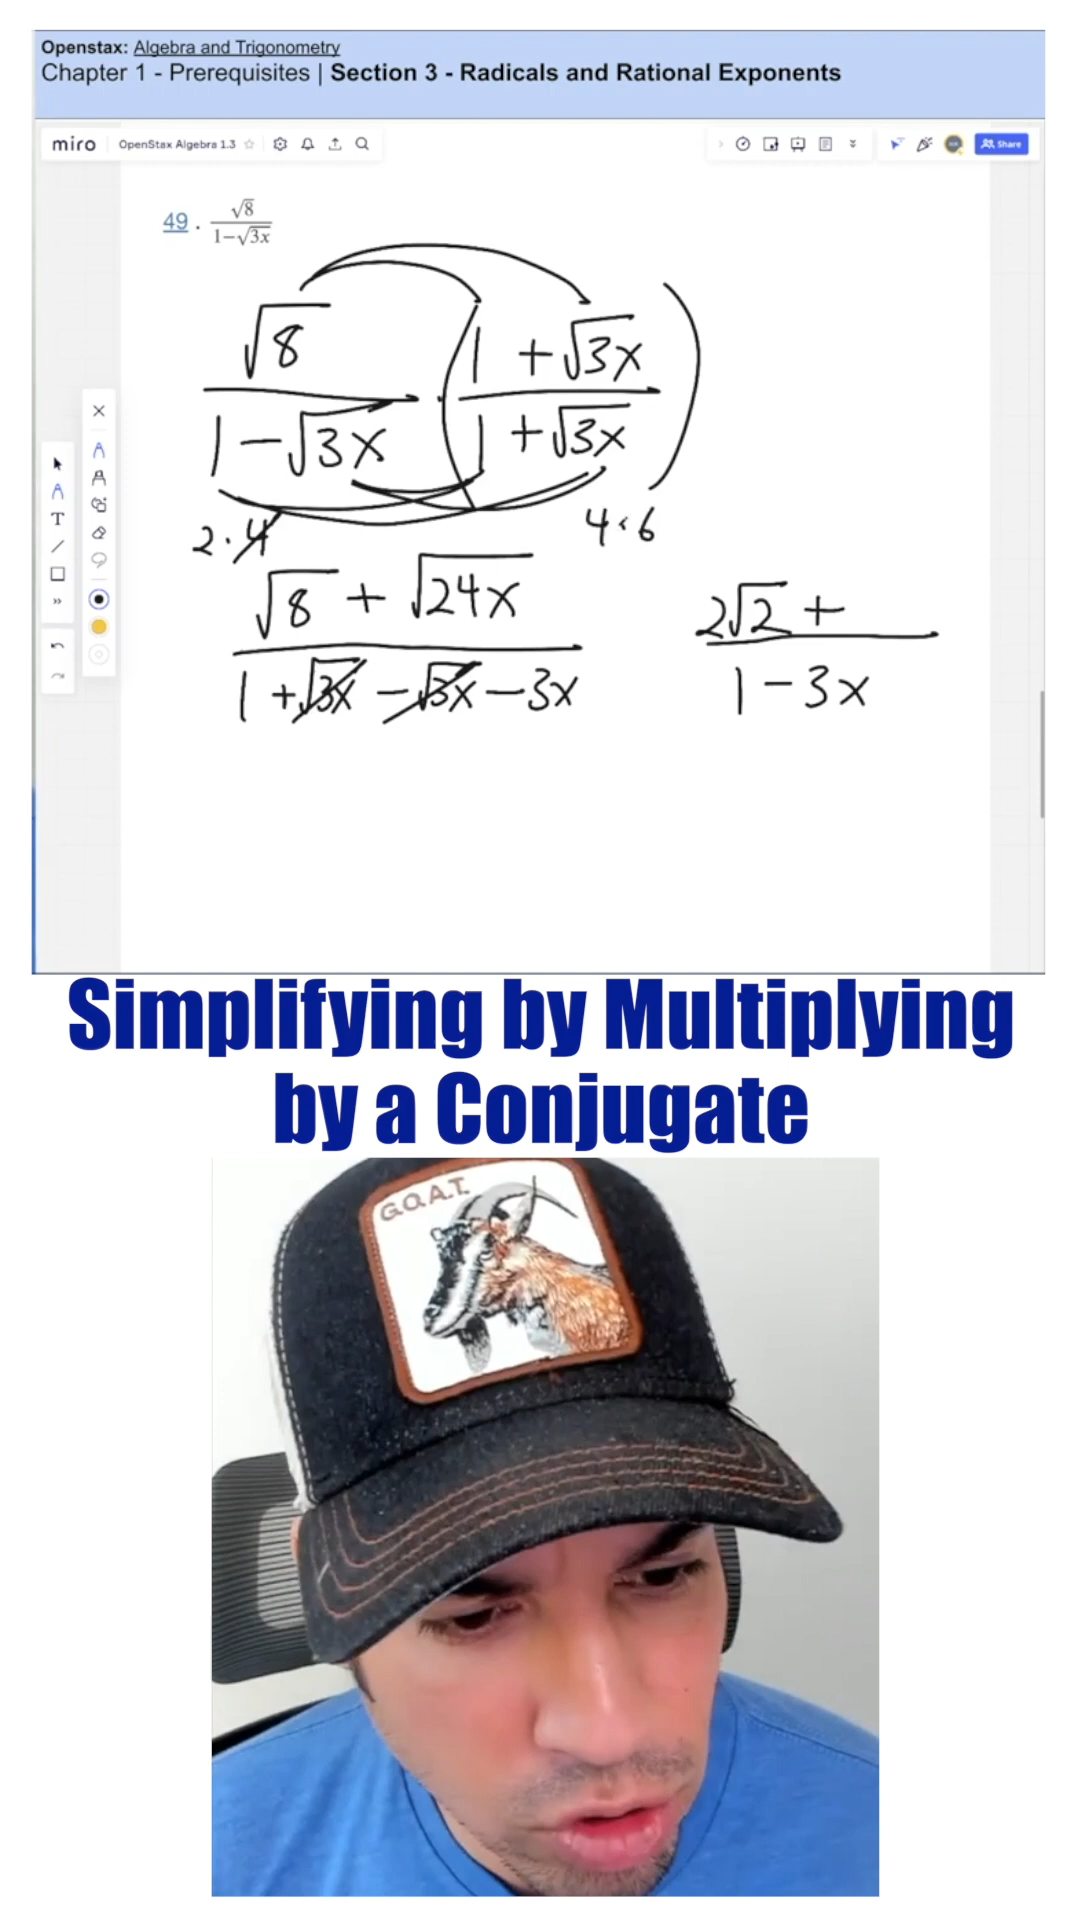 Openstax: Algebra and Trigonometry
Chapter 1 - Prerequisites | Section 3 - Radicals and Rational Exponents
miro OpenStax Algebra 1.3 Share
49. √8
1−√3x
√8 1 + √3x
1 − √3x · 1 + √3x
2 · 4 4 · 6
√8 + √24x 2√2 +
1 + √3x − √3x − 3x 1 − 3x
T
Simplifying by Multiplying
by a Conjugate
G.O.A.T.